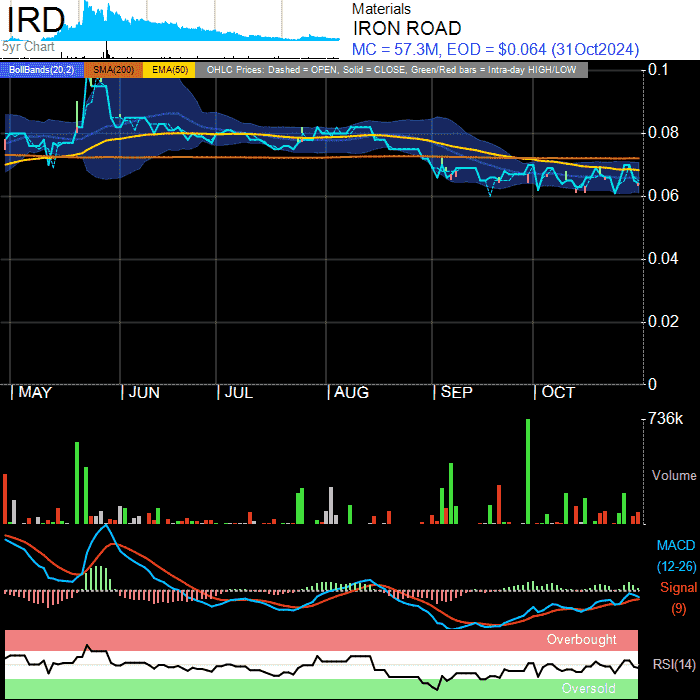 IRD
5yr Chart
Materials
IRON ROAD
MC = 57.3M, EOD = $0.064 (31Oct2024)
BollBands(20,2) SMA(200) EMA(50) OHLC Prices: Dashed = OPEN, Solid = CLOSE, Green/Red bars = Intra-day HIGH/LOW
0.1
0.08
0.06
0.04
0.02
0
MAY JUN JUL AUG SEP OCT
736k
Volume
MACD
(12-26)
Signal
(9)
Overbought
RSI(14)
Oversold